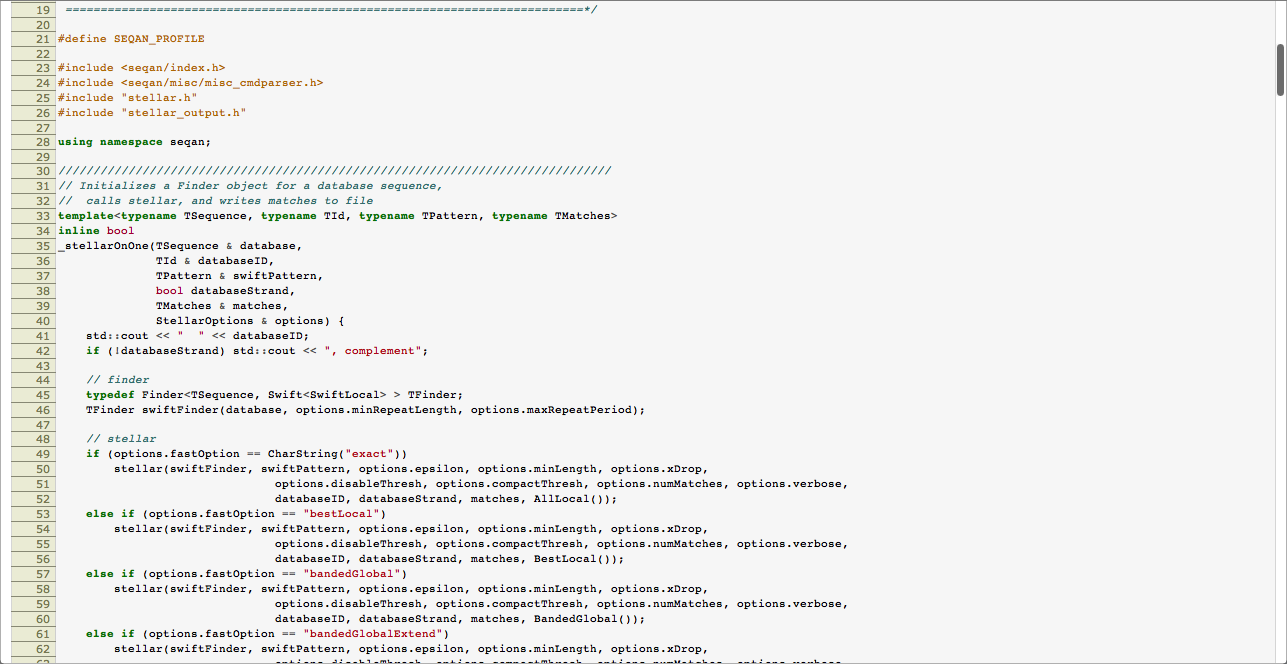 19 ==========================================================================*/
20
21 #define SEQAN_PROFILE
22
23 #include <seqan/index.h>
24 #include <seqan/misc/misc_cmdparser.h>
25 #include "stellar.h"
26 #include "stellar_output.h"
27
28 using namespace seqan;
29
30 ///////////////////////////////////////////////////////////////////////////////
31 // Initializes a Finder object for a database sequence,
32 //  calls stellar, and writes matches to file
33 template<typename TSequence, typename TId, typename TPattern, typename TMatches>
34 inline bool
35 _stellarOnOne(TSequence & database,
36               TId & databaseID,
37               TPattern & swiftPattern,
38               bool databaseStrand,
39               TMatches & matches,
40               StellarOptions & options) {
41     std::cout << "  " << databaseID;
42     if (!databaseStrand) std::cout << ", complement";
43
44     // finder
45     typedef Finder<TSequence, Swift<SwiftLocal> > TFinder;
46     TFinder swiftFinder(database, options.minRepeatLength, options.maxRepeatPeriod);
47
48     // stellar
49     if (options.fastOption == CharString("exact"))
50         stellar(swiftFinder, swiftPattern, options.epsilon, options.minLength, options.xDrop,
51                                options.disableThresh, options.compactThresh, options.numMatches, options.verbose,
52                                databaseID, databaseStrand, matches, AllLocal());
53     else if (options.fastOption == "bestLocal")
54         stellar(swiftFinder, swiftPattern, options.epsilon, options.minLength, options.xDrop,
55                                options.disableThresh, options.compactThresh, options.numMatches, options.verbose,
56                                databaseID, databaseStrand, matches, BestLocal());
57     else if (options.fastOption == "bandedGlobal")
58         stellar(swiftFinder, swiftPattern, options.epsilon, options.minLength, options.xDrop,
59                                options.disableThresh, options.compactThresh, options.numMatches, options.verbose,
60                                databaseID, databaseStrand, matches, BandedGlobal());
61     else if (options.fastOption == "bandedGlobalExtend")
62         stellar(swiftFinder, swiftPattern, options.epsilon, options.minLength, options.xDrop,